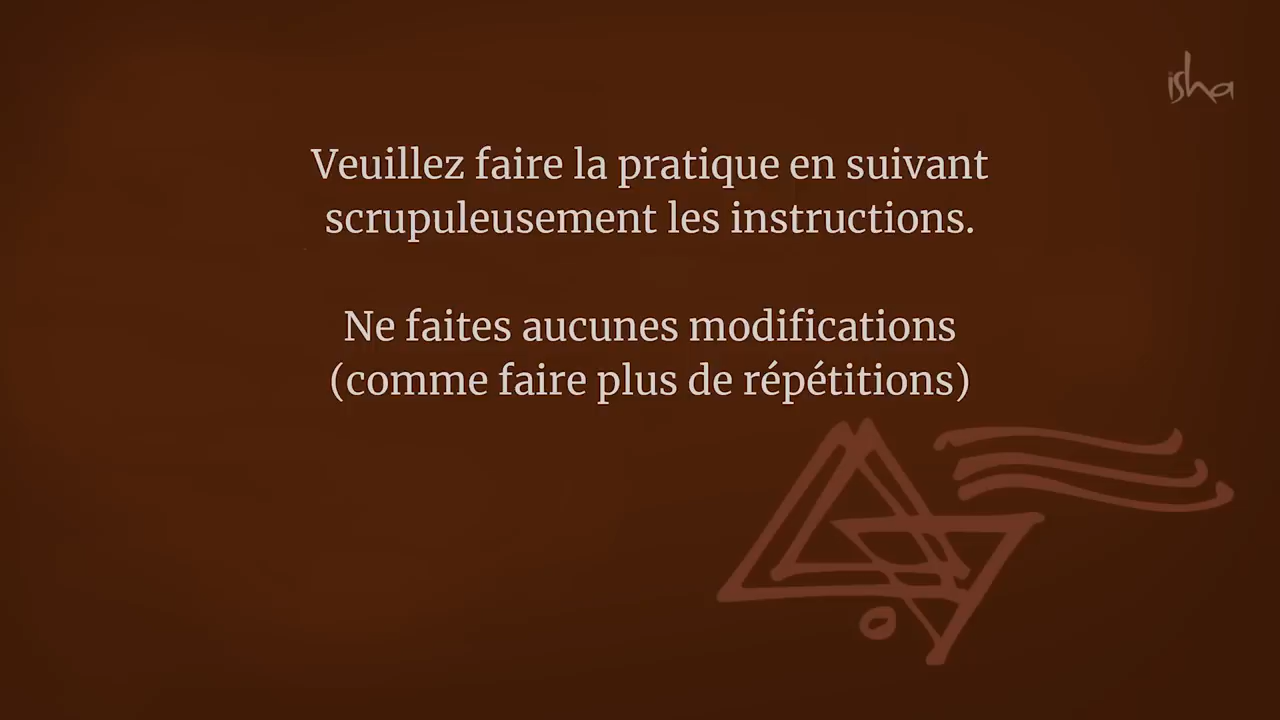 isha
Veuillez faire la pratique en suivant
scrupuleusement les instructions.
Ne faites aucunes modifications
(comme faire plus de répétitions)